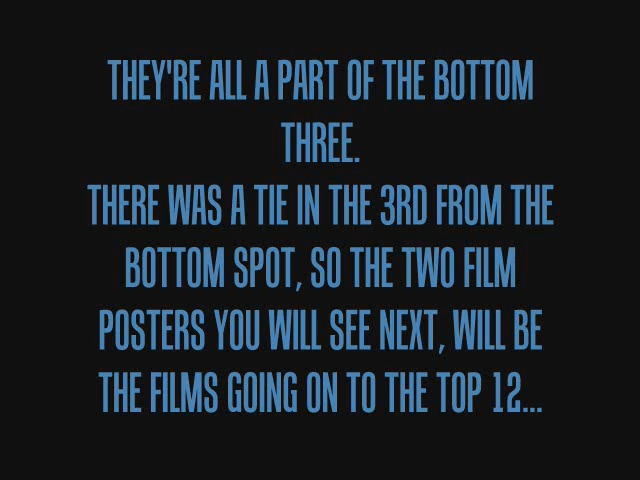 THEY'RE ALL A PART OF THE BOTTOM
THREE.
THERE WAS A TIE IN THE 3RD FROM THE
BOTTOM SPOT, SO THE TWO FILM
POSTERS YOU WILL SEE NEXT, WILL BE
THE FILMS GOING ON TO THE TOP 12...